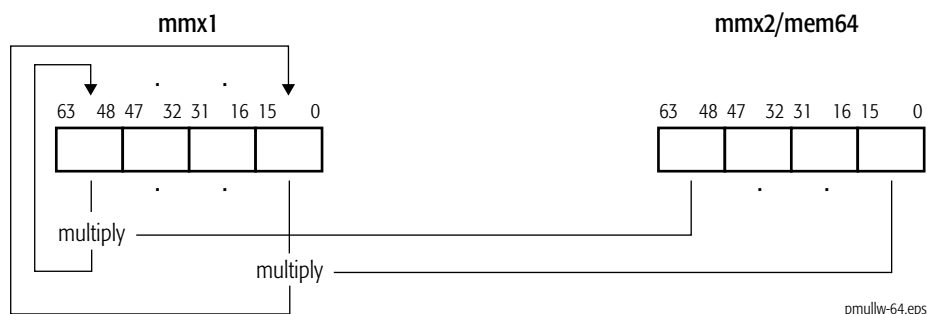 mmx1 mmx2/mem64
. . 
63 48 47 32 31 16 15 0 63 48 47 32 31 16 15 0
. . . .
multiply
multiply
pmullw-64.eps